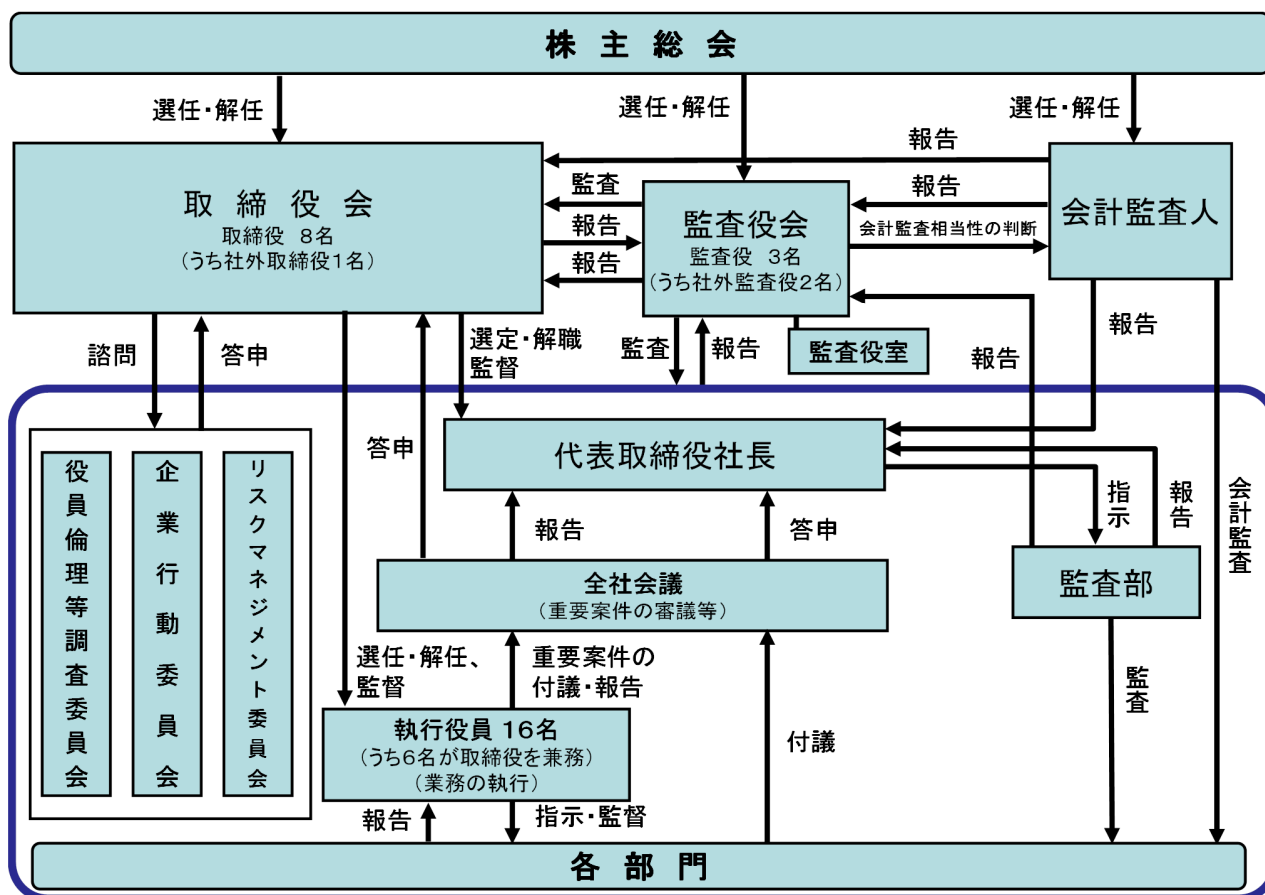 株主総会
選任・解任
選任・解任
選任・解任
取締役会
取締役 8名
(うち社外取締役1名)
監査役会
監査役 3名
(うち社外監査役2名)
会計監査人
報告
監査
報告
報告
報告
会計監査相当性の判断
監査役室
諮問
答申
選定・解職
監督
監査
報告
報告
報告
役員倫理等調査委員会
企業行動委員会
リスクマネジメント委員会
答申
代表取締役社長
報告
答申
指示
報告
会計監査
全社会議
(重要案件の審議等)
監査部
選任・解任、
監督
重要案件の
付議・報告
付議
監査
執行役員 16名
(うち6名が取締役を兼務)
(業務の執行)
報告
指示・監督
各部門